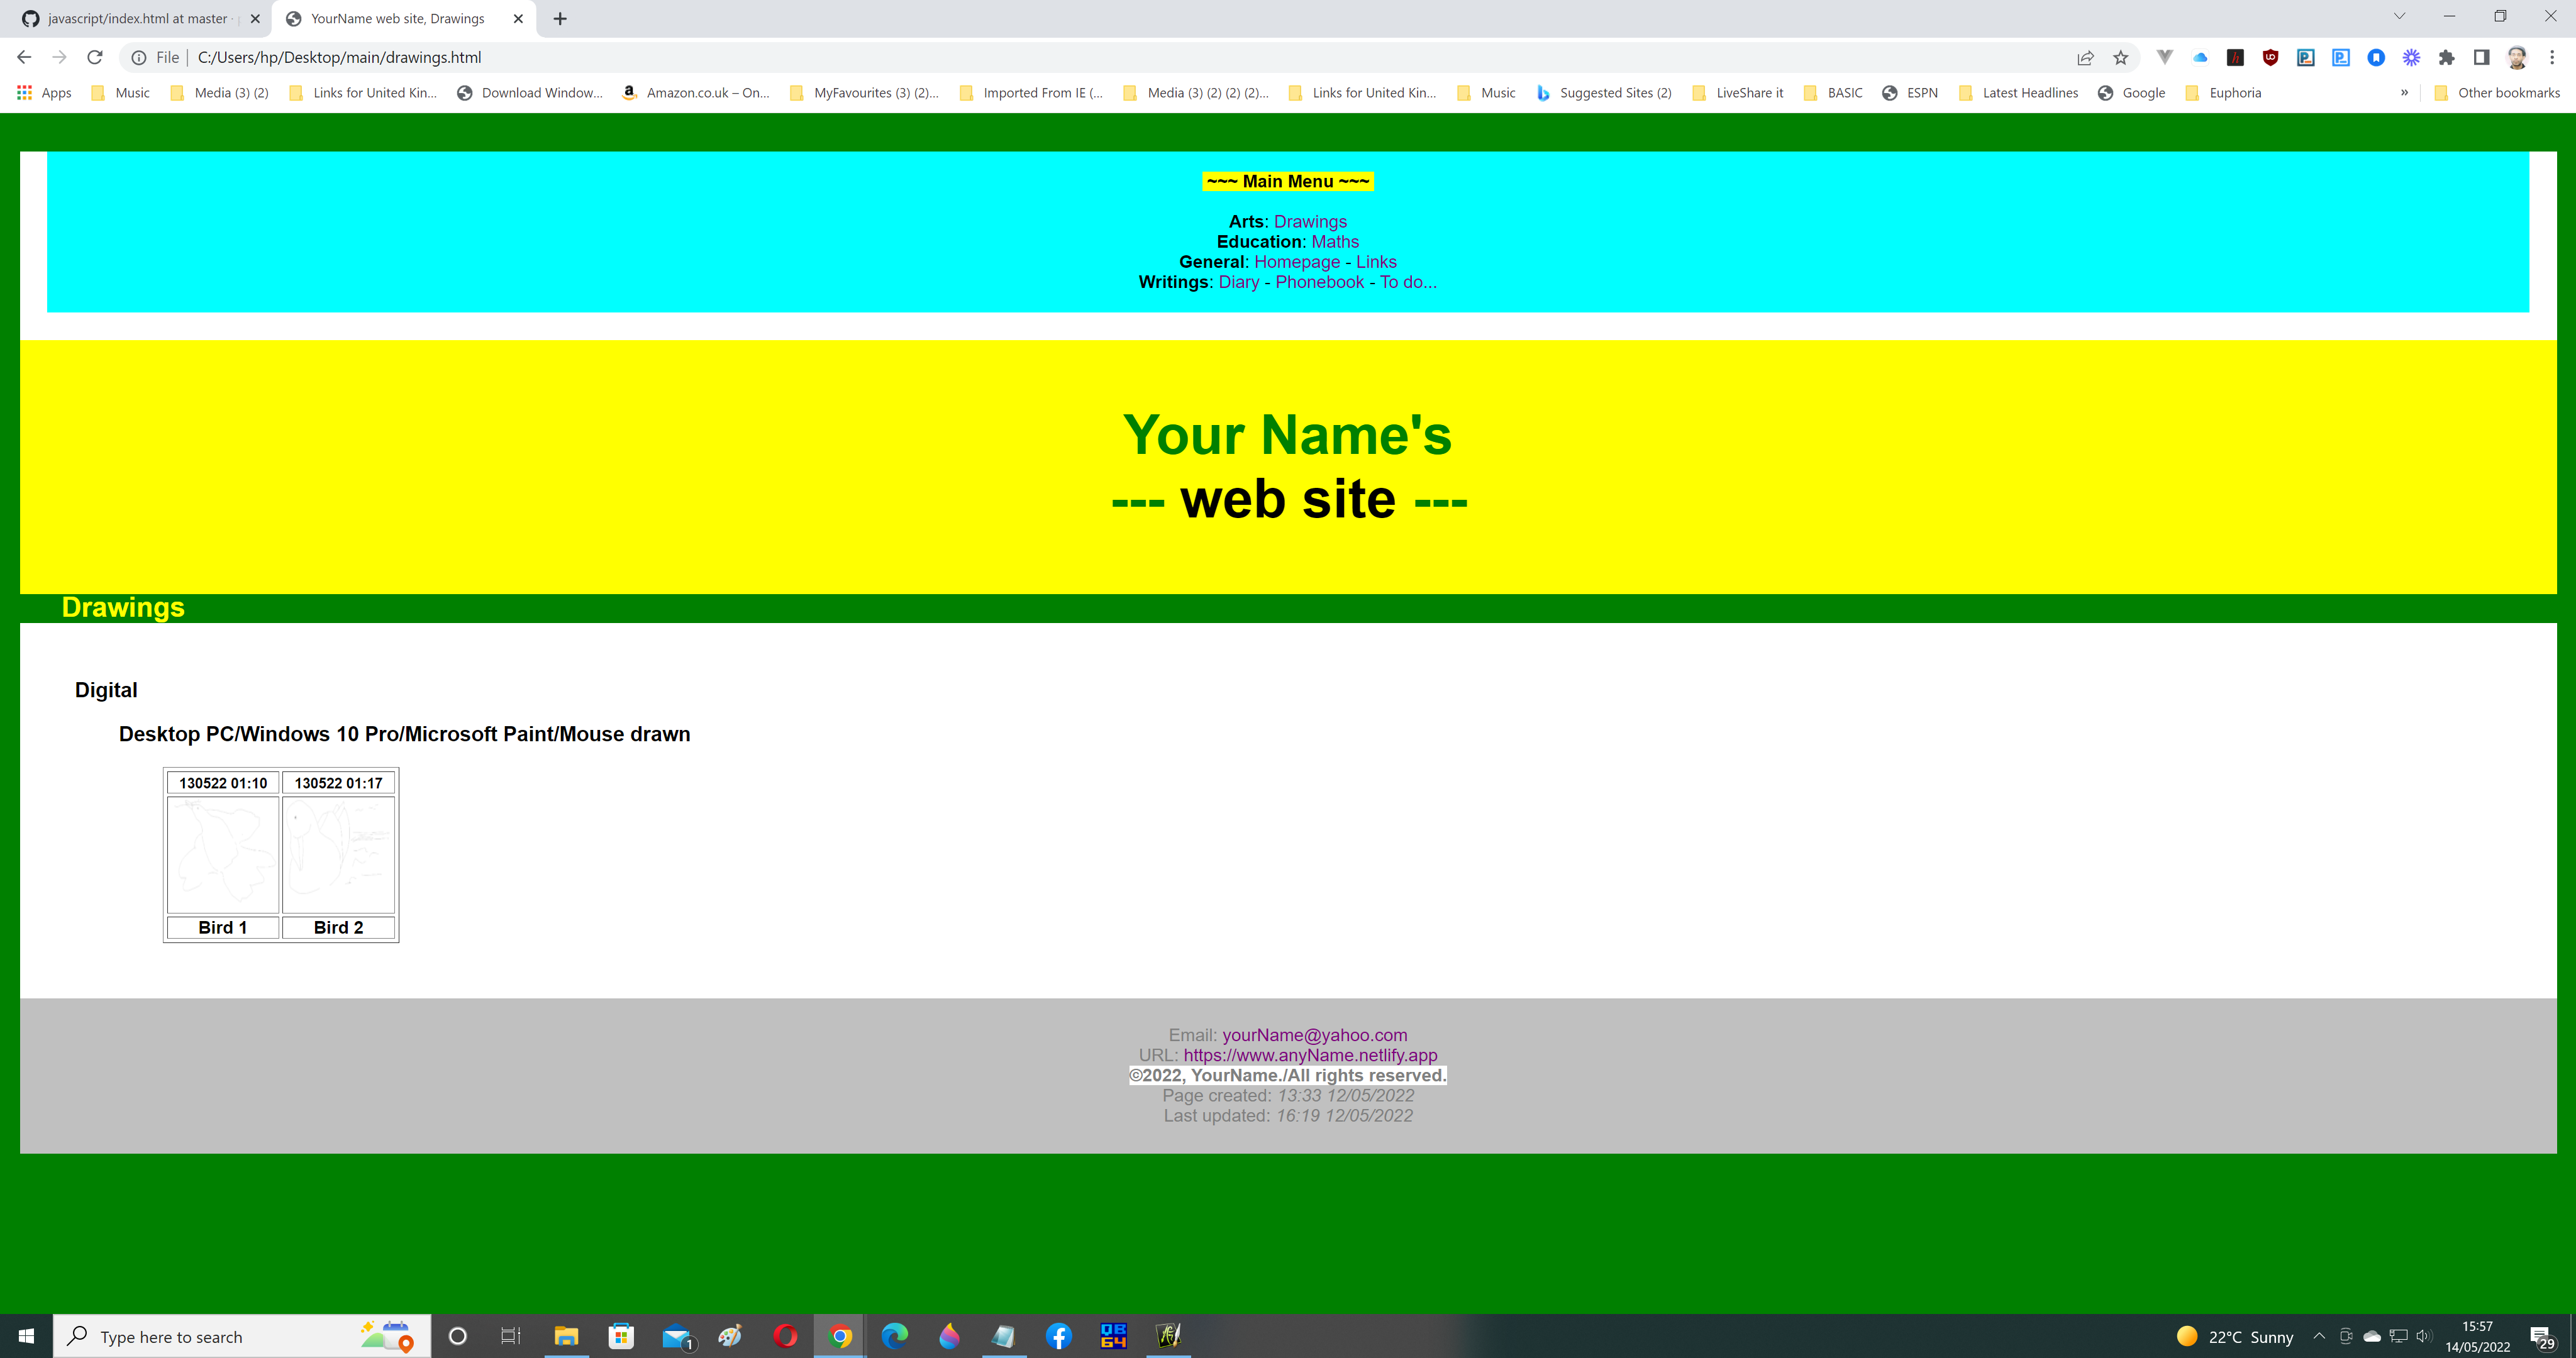 javascript/index.html at master ·
YourName web site, Drawings
File | C:/Users/hp/Desktop/main/drawings.html
Apps Music Media (3) (2) Links for United Kin... Download Window... Amazon.co.uk – On... MyFavourites (3) (2)... Imported From IE (... Media (3) (2) (2) (2)... Links for United Kin... Music Suggested Sites (2) LiveShare it BASIC ESPN Latest Headlines Google Euphoria » Other bookmarks
~~~ Main Menu ~~~
Arts: Drawings
Education: Maths
General: Homepage - Links
Writings: Diary - Phonebook - To do...
Your Name's
--- web site ---
Drawings
Digital
Desktop PC/Windows 10 Pro/Microsoft Paint/Mouse drawn
130522 01:10 130522 01:17
Bird 1 Bird 2
Email: yourName@yahoo.com
URL: https://www.anyName.netlify.app
©2022, YourName./All rights reserved.
Page created: 13:33 12/05/2022
Last updated: 16:19 12/05/2022
Type here to search
1
QB
64
22°C Sunny
15:57
14/05/2022
29